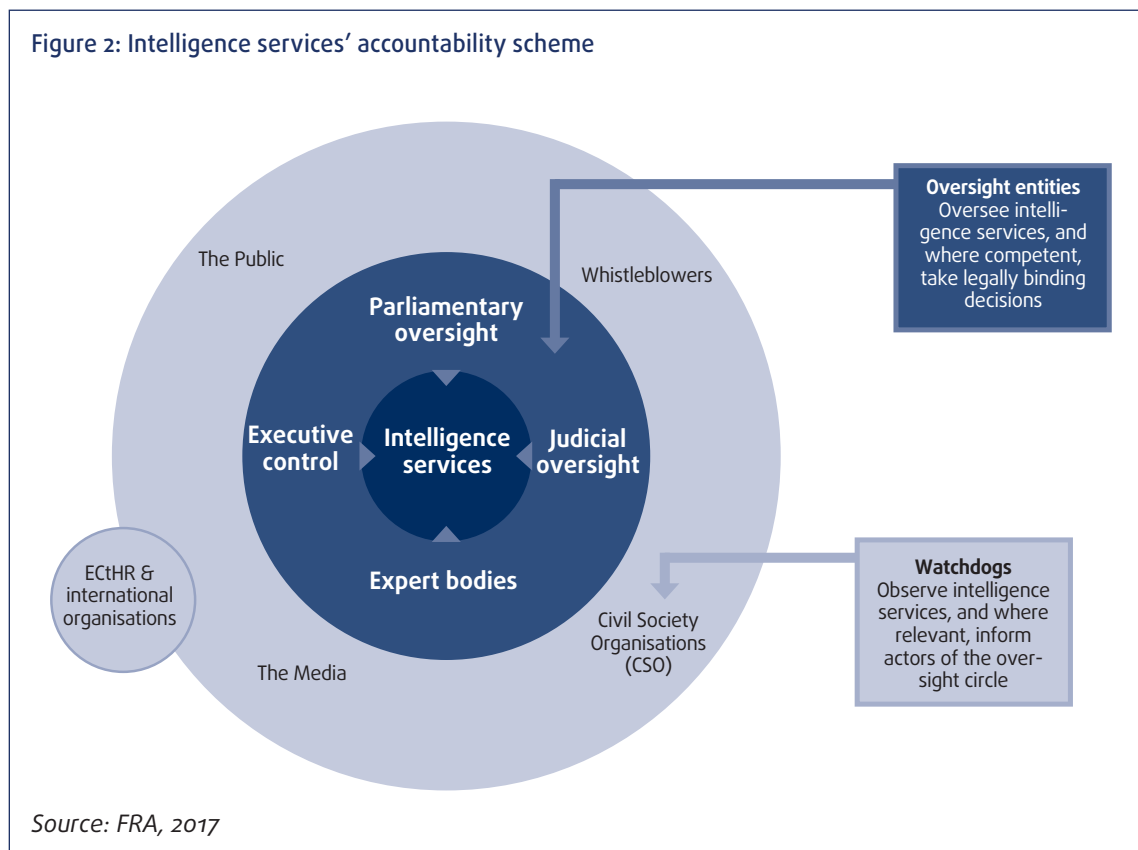 Figure 2: Intelligence services' accountability scheme
The Public
Whistleblowers
Parliamentary
oversight
Executive
control
Intelligence
services
Judicial
oversight
Expert bodies
ECtHR &
international
organisations
The Media
Civil Society
Organisations
(CSO)
Oversight entities
Oversee intelli-
gence services, and
where competent,
take legally binding
decisions
Watchdogs
Observe intelligence
services, and where
relevant, inform
actors of the over-
sight circle
Source: FRA, 2017